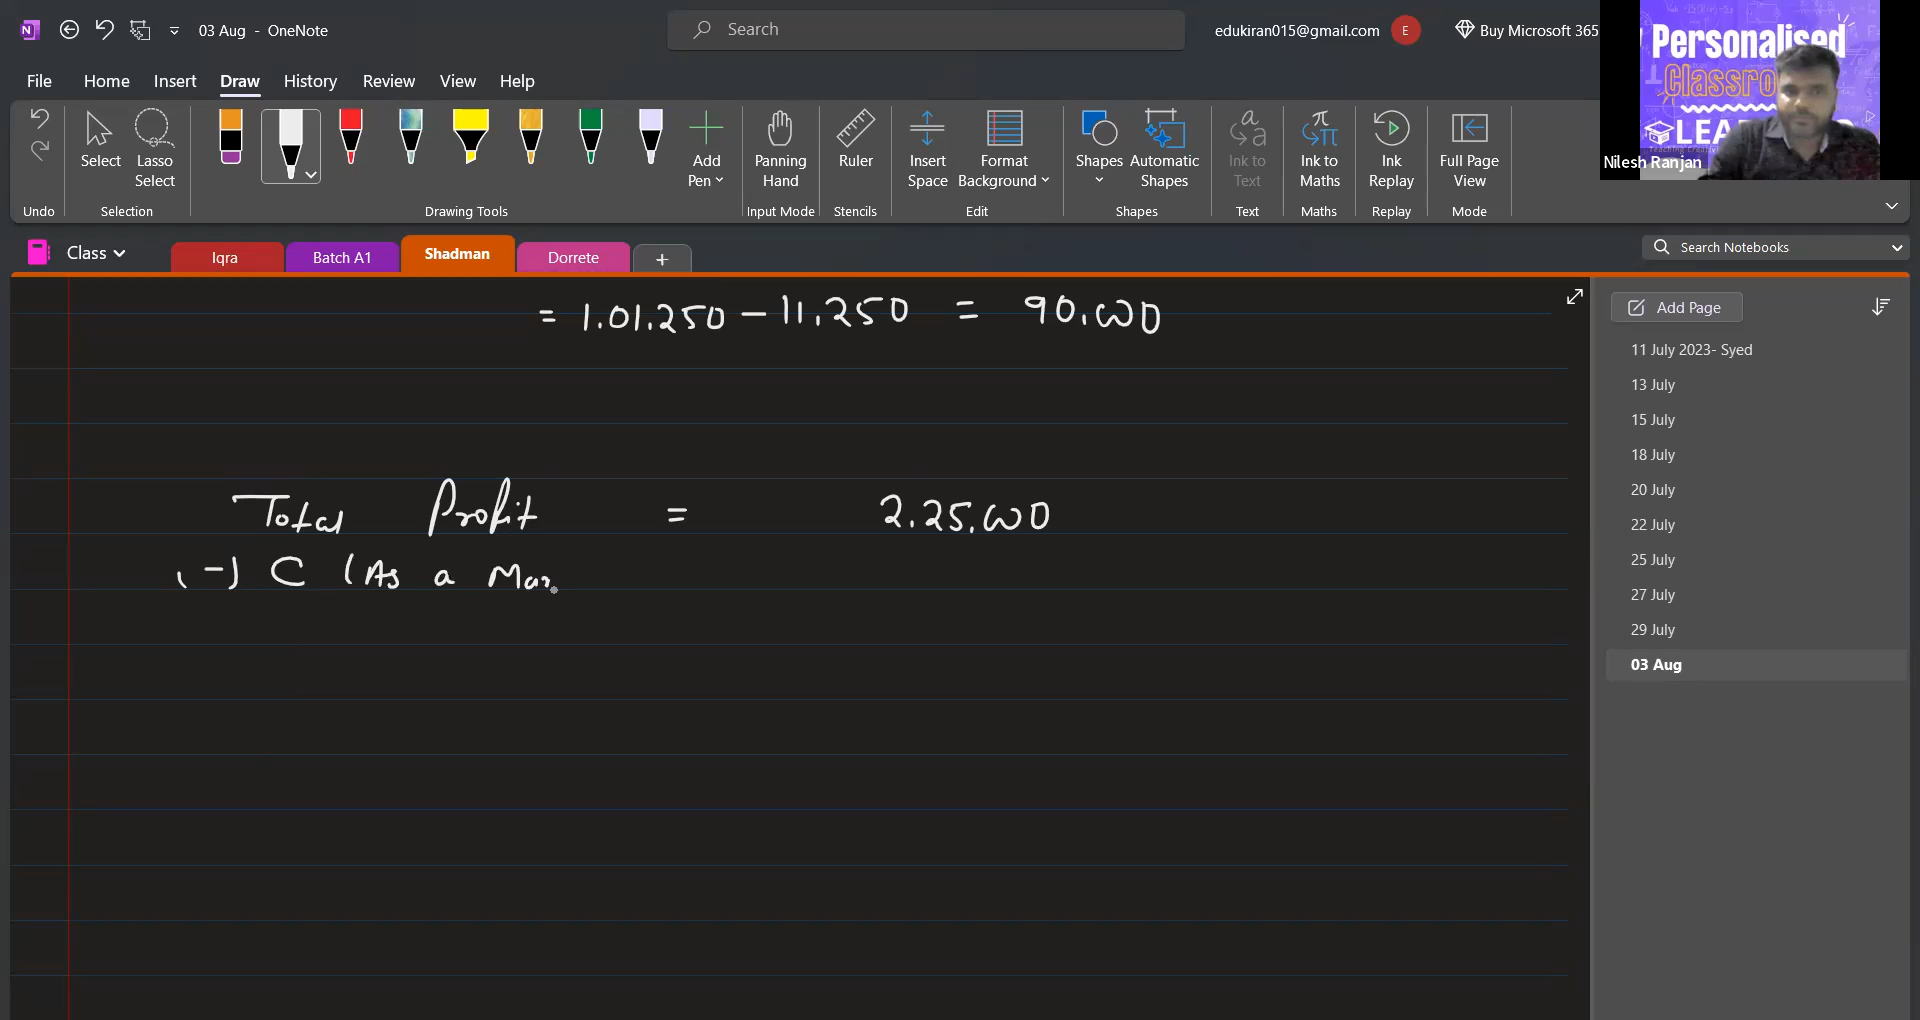 03 Aug - OneNote
Search
edukiran015@gmail.com
E
Buy Microsoft 365
Personalised
Nilesh Ranjan
File Home Insert Draw History Review View Help
Select
Lasso Select
Add Pen
Panning Hand
Ruler
Insert Space
Format Background
Shapes
Automatic Shapes
Ink to Text
Ink to Maths
Ink Replay
Full Page View
Undo Selection Drawing Tools Input Mode Stencils Edit Shapes Text Maths Replay Mode
Class
Iqra Batch A1 Shadman Dorrete +
Search Notebooks
= 1.01.250 - 11.250 = 90.000
Total Profit = 2.25.000
(-) C (As a Man
Add Page
11 July 2023- Syed
13 July
15 July
18 July
20 July
22 July
25 July
27 July
29 July
03 Aug